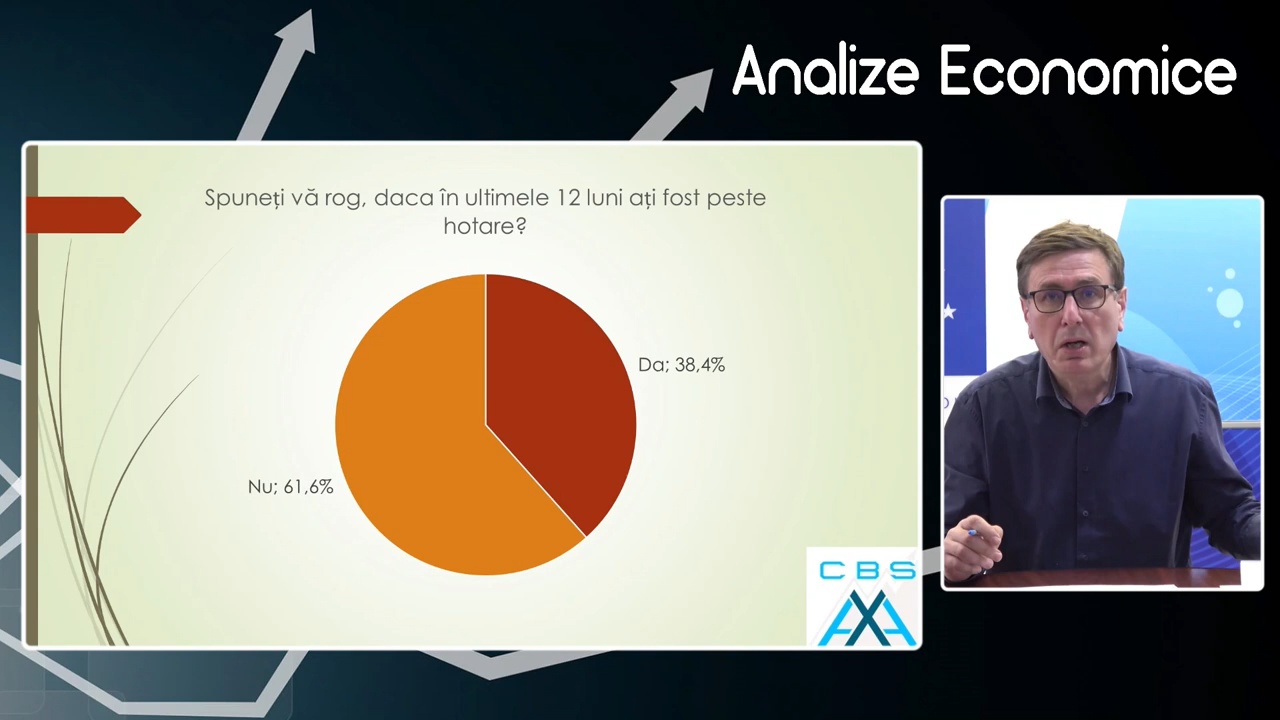 Analize Economice
Spuneți vă rog, daca în ultimele 12 luni ați fost peste
hotare?
Da; 38,4%
Nu; 61,6%
CBS
AXA